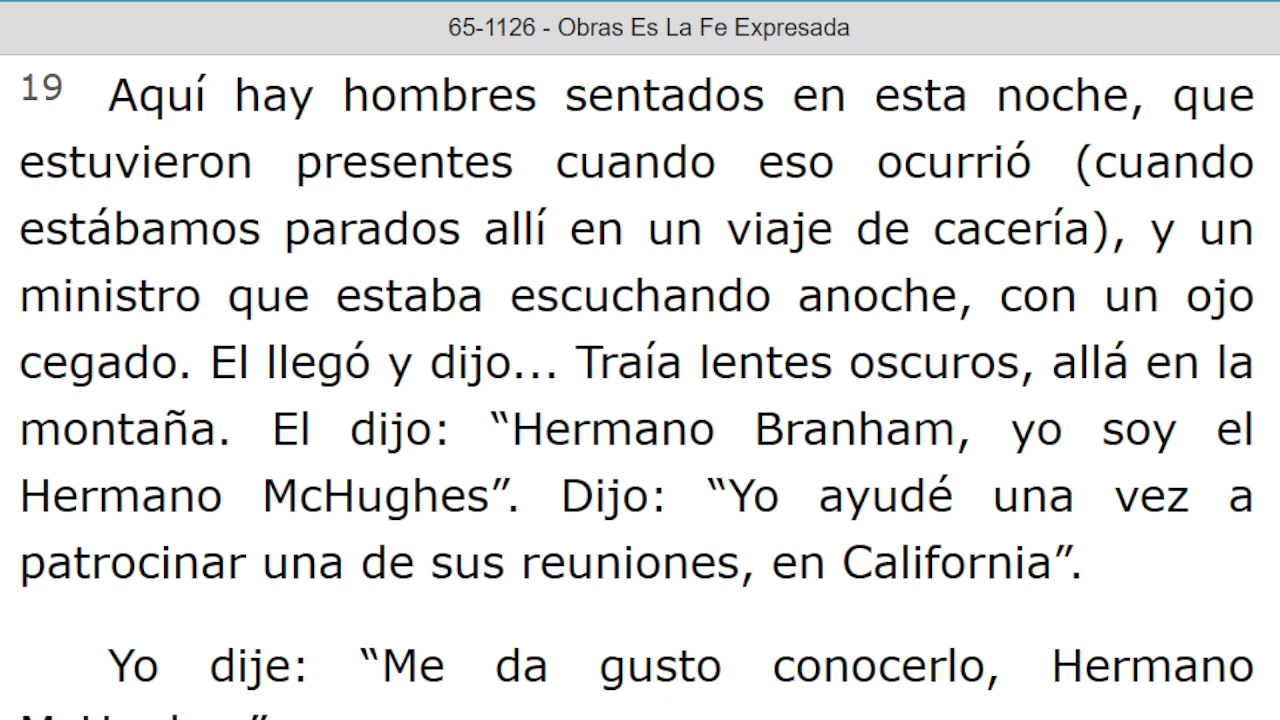 65-1126 - Obras Es La Fe Expresada
19 Aquí hay hombres sentados en esta noche, que
estuvieron presentes cuando eso ocurrió (cuando
estábamos parados allí en un viaje de cacería), y un
ministro que estaba escuchando anoche, con un ojo
cegado. El llegó y dijo... Traía lentes oscuros, allá en la
montaña. El dijo: “Hermano Branham, yo soy el
Hermano McHughes”. Dijo: “Yo ayudé una vez a
patrocinar una de sus reuniones, en California”.
Yo dije: “Me da gusto conocerlo, Hermano